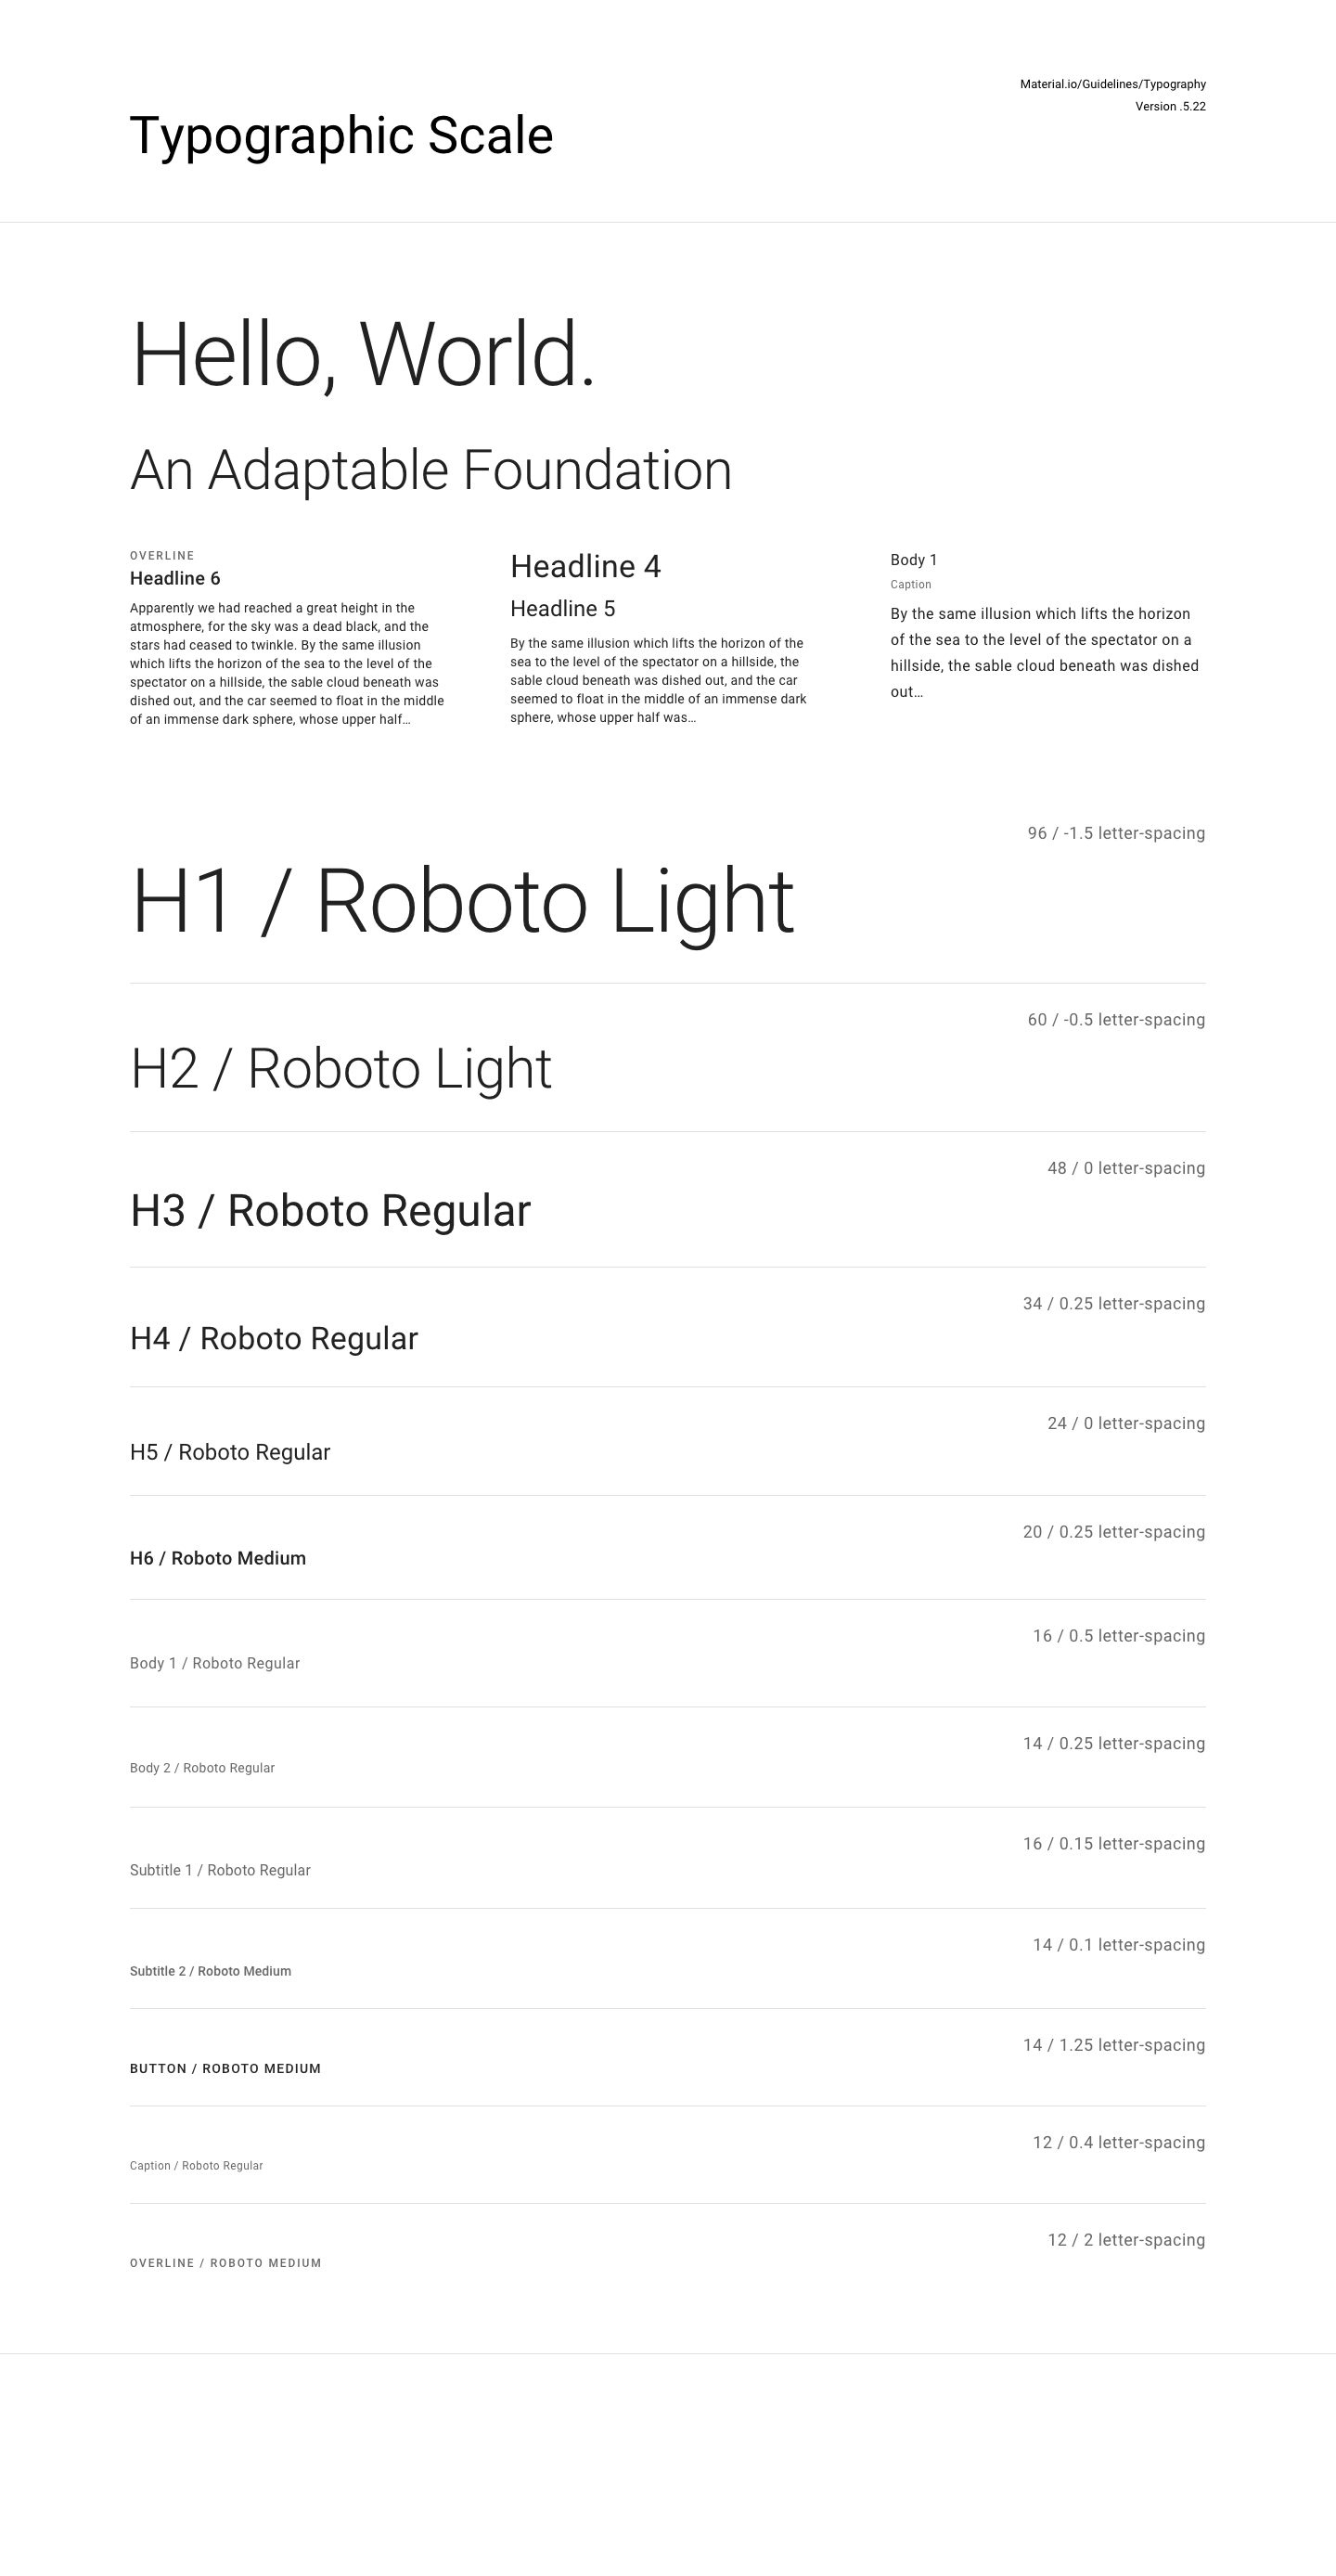 Material.io/Guidelines/Typography
Version .5.22
Typographic Scale
Hello, World.
An Adaptable Foundation
OVERLINE
Headline 6
Apparently we had reached a great height in the
atmosphere, for the sky was a dead black, and the
stars had ceased to twinkle. By the same illusion
which lifts the horizon of the sea to the level of the
spectator on a hillside, the sable cloud beneath was
dished out, and the car seemed to float in the middle
of an immense dark sphere, whose upper half…
Headline 4
Headline 5
By the same illusion which lifts the horizon of the
sea to the level of the spectator on a hillside, the
sable cloud beneath was dished out, and the car
seemed to float in the middle of an immense dark
sphere, whose upper half was…
Body 1
Caption
By the same illusion which lifts the horizon
of the sea to the level of the spectator on a
hillside, the sable cloud beneath was dished
out…
96 / -1.5 letter-spacing
H1 / Roboto Light
60 / -0.5 letter-spacing
H2 / Roboto Light
48 / 0 letter-spacing
H3 / Roboto Regular
34 / 0.25 letter-spacing
H4 / Roboto Regular
24 / 0 letter-spacing
H5 / Roboto Regular
20 / 0.25 letter-spacing
H6 / Roboto Medium
16 / 0.5 letter-spacing
Body 1 / Roboto Regular
14 / 0.25 letter-spacing
Body 2 / Roboto Regular
16 / 0.15 letter-spacing
Subtitle 1 / Roboto Regular
14 / 0.1 letter-spacing
Subtitle 2 / Roboto Medium
14 / 1.25 letter-spacing
BUTTON / ROBOTO MEDIUM
12 / 0.4 letter-spacing
Caption / Roboto Regular
12 / 2 letter-spacing
OVERLINE / ROBOTO MEDIUM